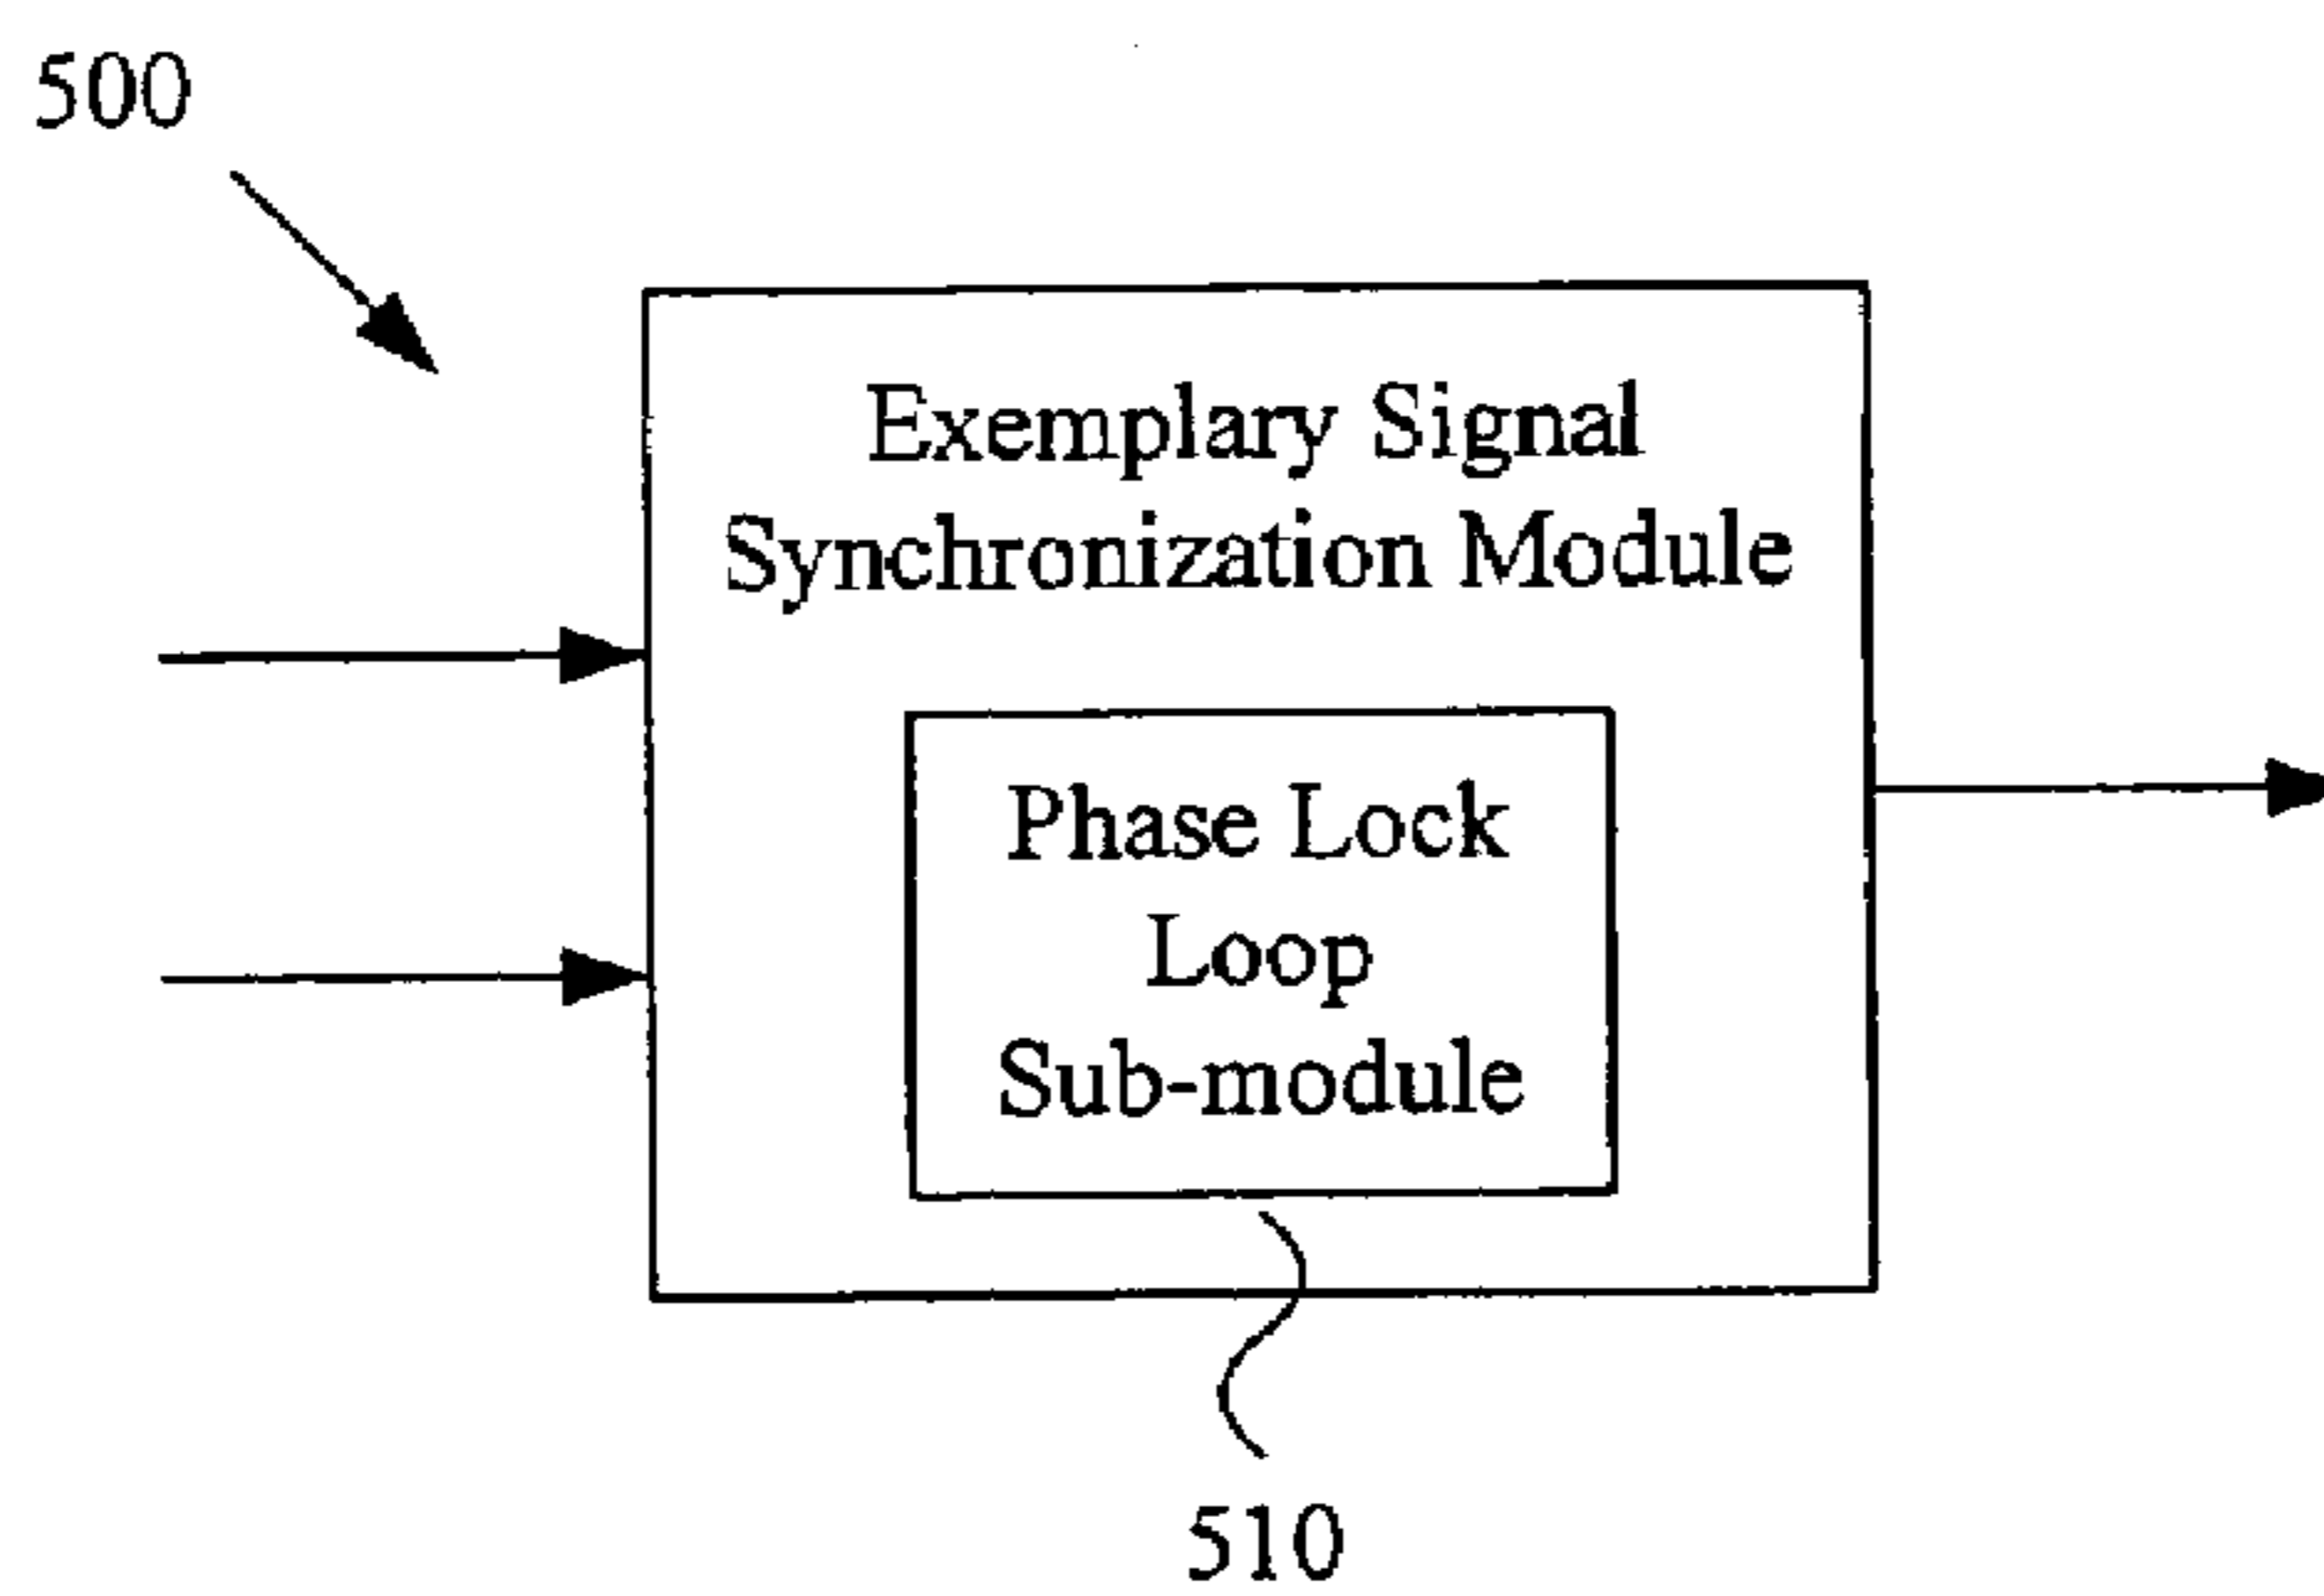 500
Exemplary Signal
Synchronization Module
Phase Lock
Loop
Sub-module
510